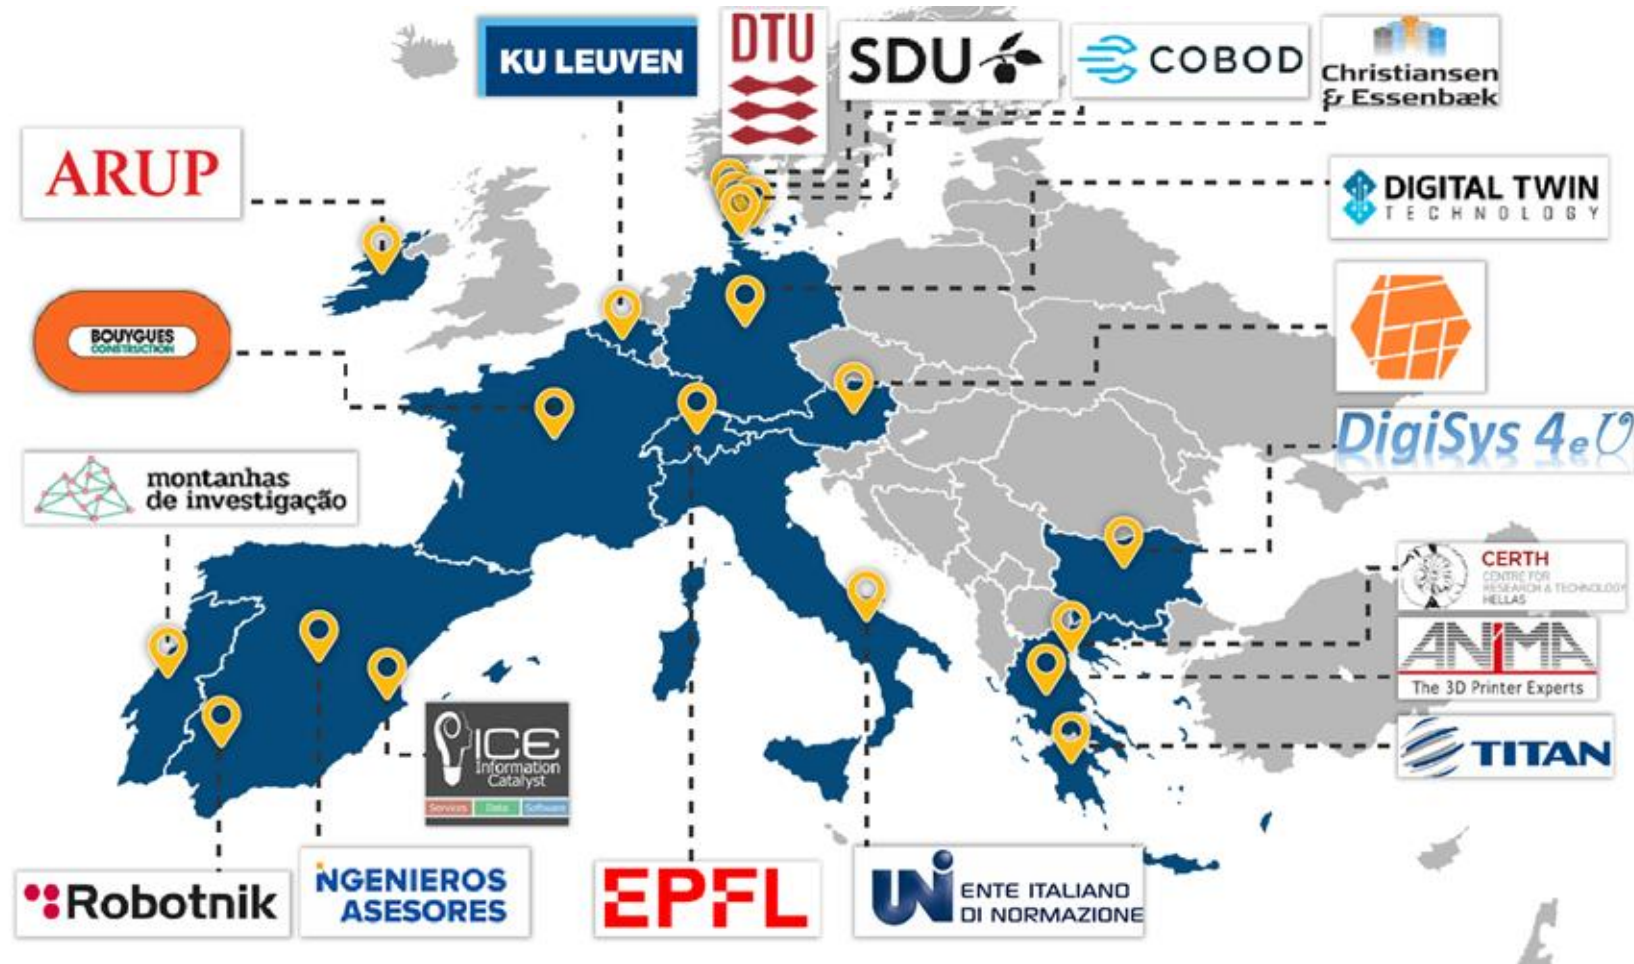 KU LEUVEN
DTU
SDU
COBOD
Christiansen
& Essenbæk
ARUP
DIGITAL TWIN
TECHNOLOGY
BOUYGUES
CONSTRUCTION
DigiSys 4eU
montanhas
de investigação
CERTH
CENTRE FOR
RESEARCH & TECHNOLOGY
HELLAS
ANiMA
The 3D Printer Experts
ICE
Information
Catalyst
Services Data Software
TITAN
Robotnik
iNGENIEROS
ASESORES
EPFL
UNi
ENTE ITALIANO
DI NORMAZIONE